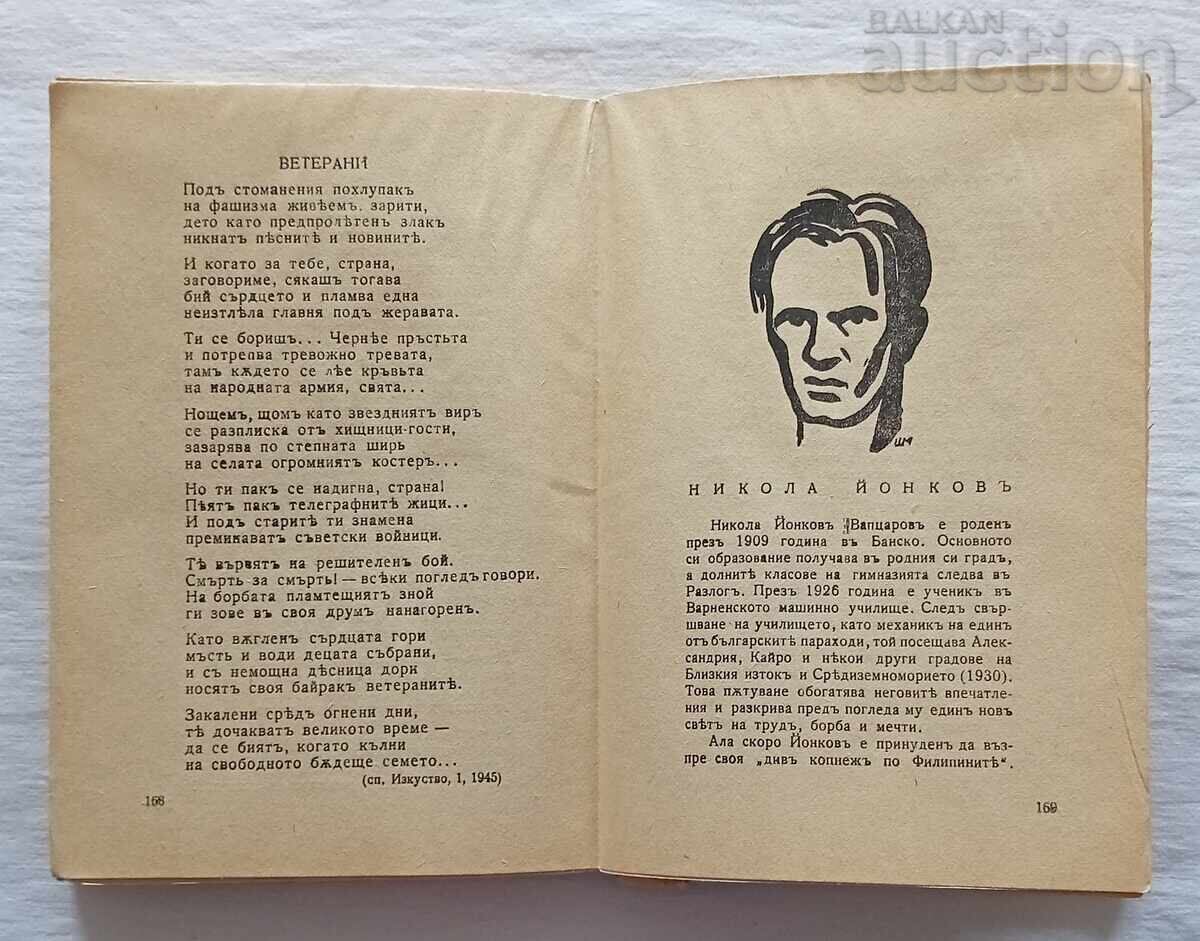 BALKAN
auction
ВЕТЕРАНИ
Подъ стоманения похлупакъ
на фашизма живѣемъ, зарити,
дето като предпролѣтенъ злакъ
никнатъ пѣснитѣ и новинитѣ.
И когато за тебе, страна,
заговориме, сякашъ тогава
бий сърдцето и пламва една
неизтлѣла главня подъ жеравата.
Ти се боришъ... Чернѣе пръстьта
и потрепва тревожно тревата,
тамъ кѫдето се лѣе кръвьта
на народната армия, свята...
Нощемъ, щомъ като звездниятъ виръ
се разплиска отъ хищници-гости,
зазарява по степната ширь
на селата огромниятъ костеръ...
Но ти пакъ се надигна, страна!
Пѣятъ пакъ телеграфнитѣ жици...
И подъ старитѣ ти знамена
преминаватъ съветски войници.
Тѣ вървятъ на решителенъ бой.
Смърть за смърть! — всѣки погледъ говори.
На борбата пламтещиятъ зной
ги зове въ своя друмъ нанагоренъ.
Като вѫгленъ сърдцата гори
мъсть и води децата събрани,
и съ немощна дѣсница дори
носятъ своя байракъ ветеранитѣ.
Закалени срѣдъ огнени дни,
тѣ дочакватъ великото време —
да се биятъ, когато кълни
на свободното бѫдеще семето...
(сп. Изкуство, 1, 1945)
168
ШМ
НИКОЛА ЙОНКОВЪ
Никола Йонковъ Вапцаровъ е роденъ
презъ 1909 година въ Банско. Основното
си образование получава въ родния си градъ,
а долнитѣ класове на гимназията следва въ
Разлогъ. Презъ 1926 година е ученикъ въ
Варненското машинно училище. Следъ свър-
шване на училището, като механикъ на единъ
отъ българскитѣ параходи, той посещава Алек-
сандрия, Кайро и нѣкои други градове на
Близкия изтокъ и Срѣдиземноморието (1930).
Това пѫтуване обогатява неговитѣ впечатле-
ния и разкрива предъ погледа му единъ новъ
свѣтъ на трудъ, борба и мечти.
Ала скоро Йонковъ е принуденъ да въз-
пре своя „дивъ копнежъ по Филипинитѣ“.
169